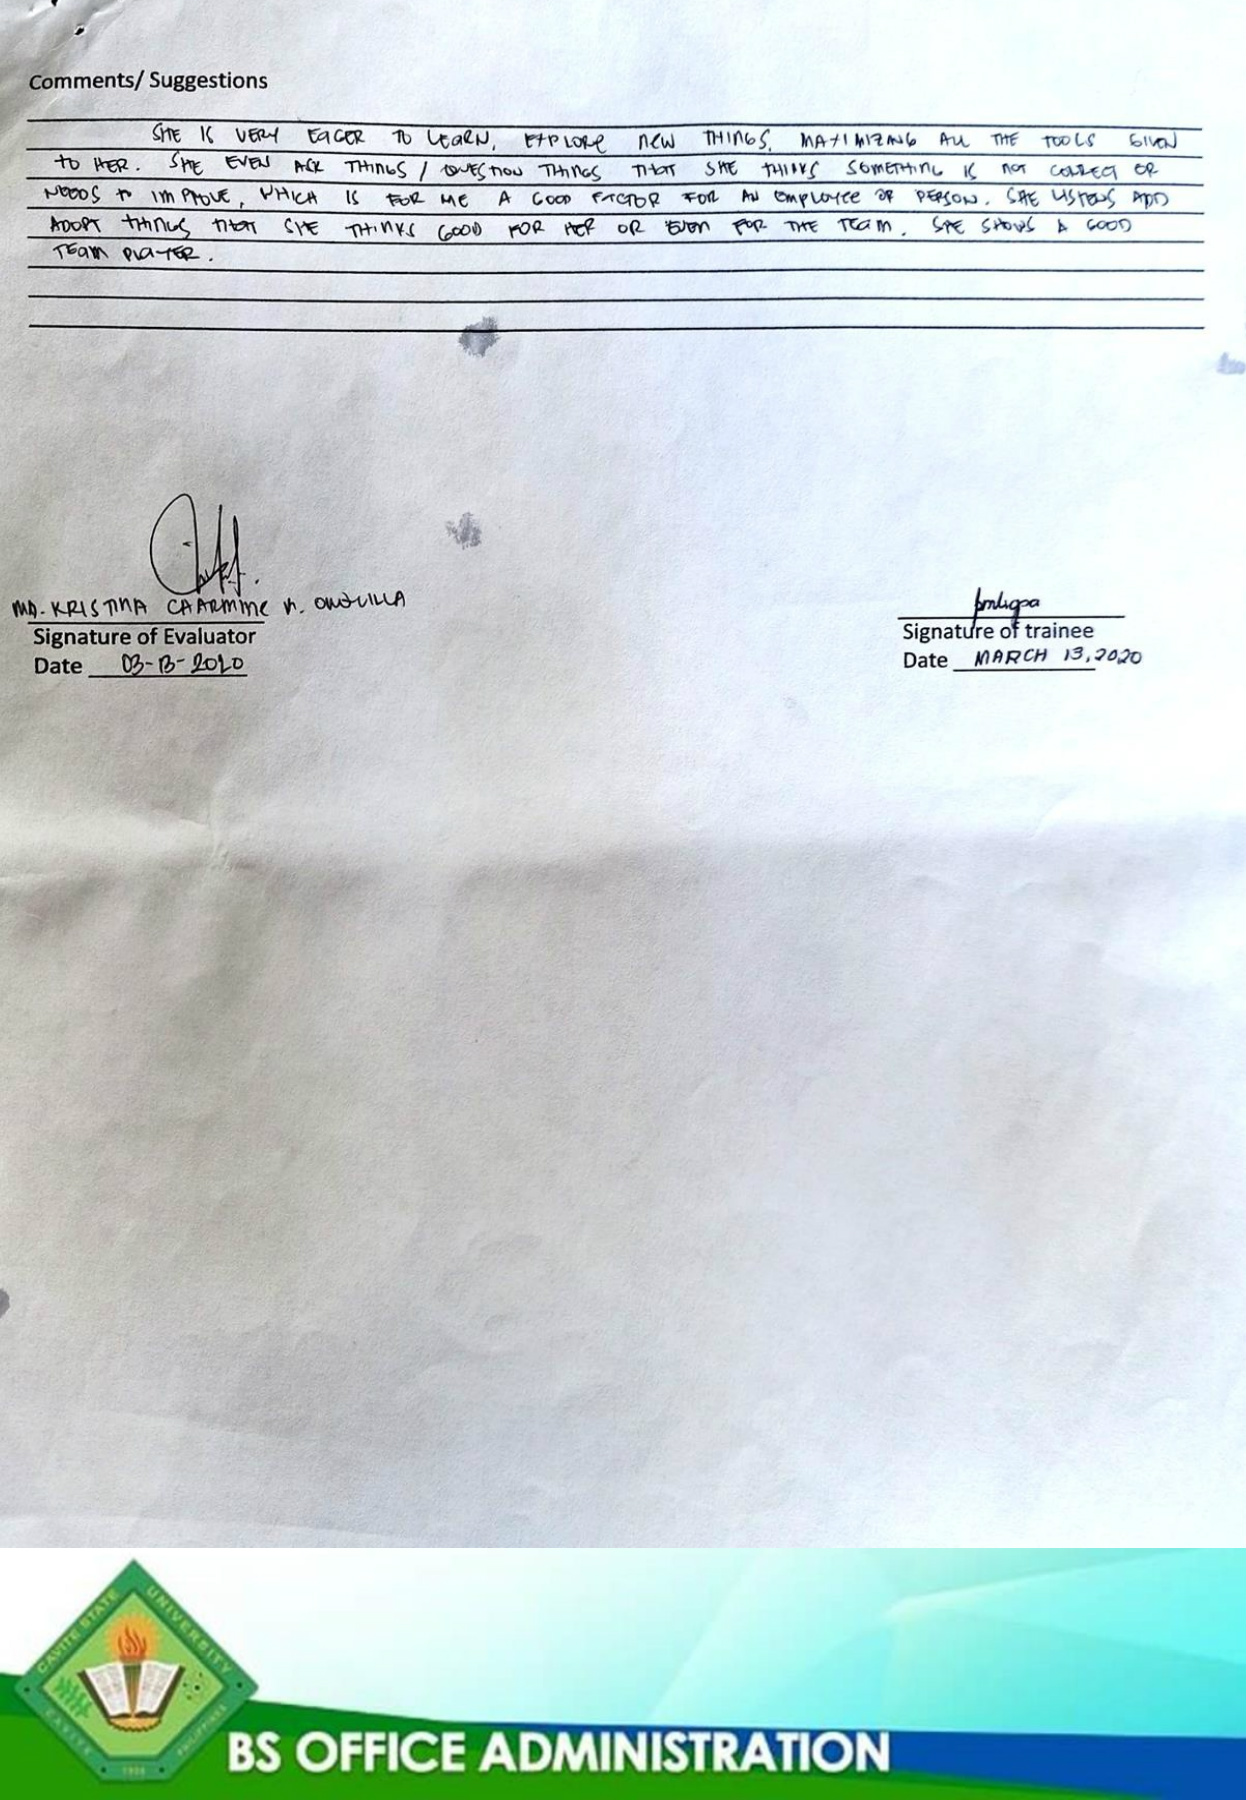 Comments/ Suggestions
SHE IS VERY EAGER TO LEARN, EXPLORE NEW THINGS, MAXIMIZING ALL THE TOOLS GIVEN
TO HER. SHE EVEN ASK THINGS / QUESTION THINGS THAT SHE THINKS SOMETHING IS NOT CORRECT OR
NEEDS TO IMPROVE, WHICH IS FOR ME A GOOD FACTOR FOR AN EMPLOYEE OR PERSON. SHE LISTENS AND
ADOPT THINGS THAT SHE THINKS GOOD FOR HER OR EVEN FOR THE TEAM. SHE SHOWS A GOOD
TEAM PLAYER.
MA. KRISTINA CAARMINE
Signature of Evaluator
Date 03-13-2020
Signature of trainee
Date MARCH 13, 2020
CAVITE STATE UNIVERSITY
CAVITE PHILIPPINES
1906
BS OFFICE ADMINISTRATION